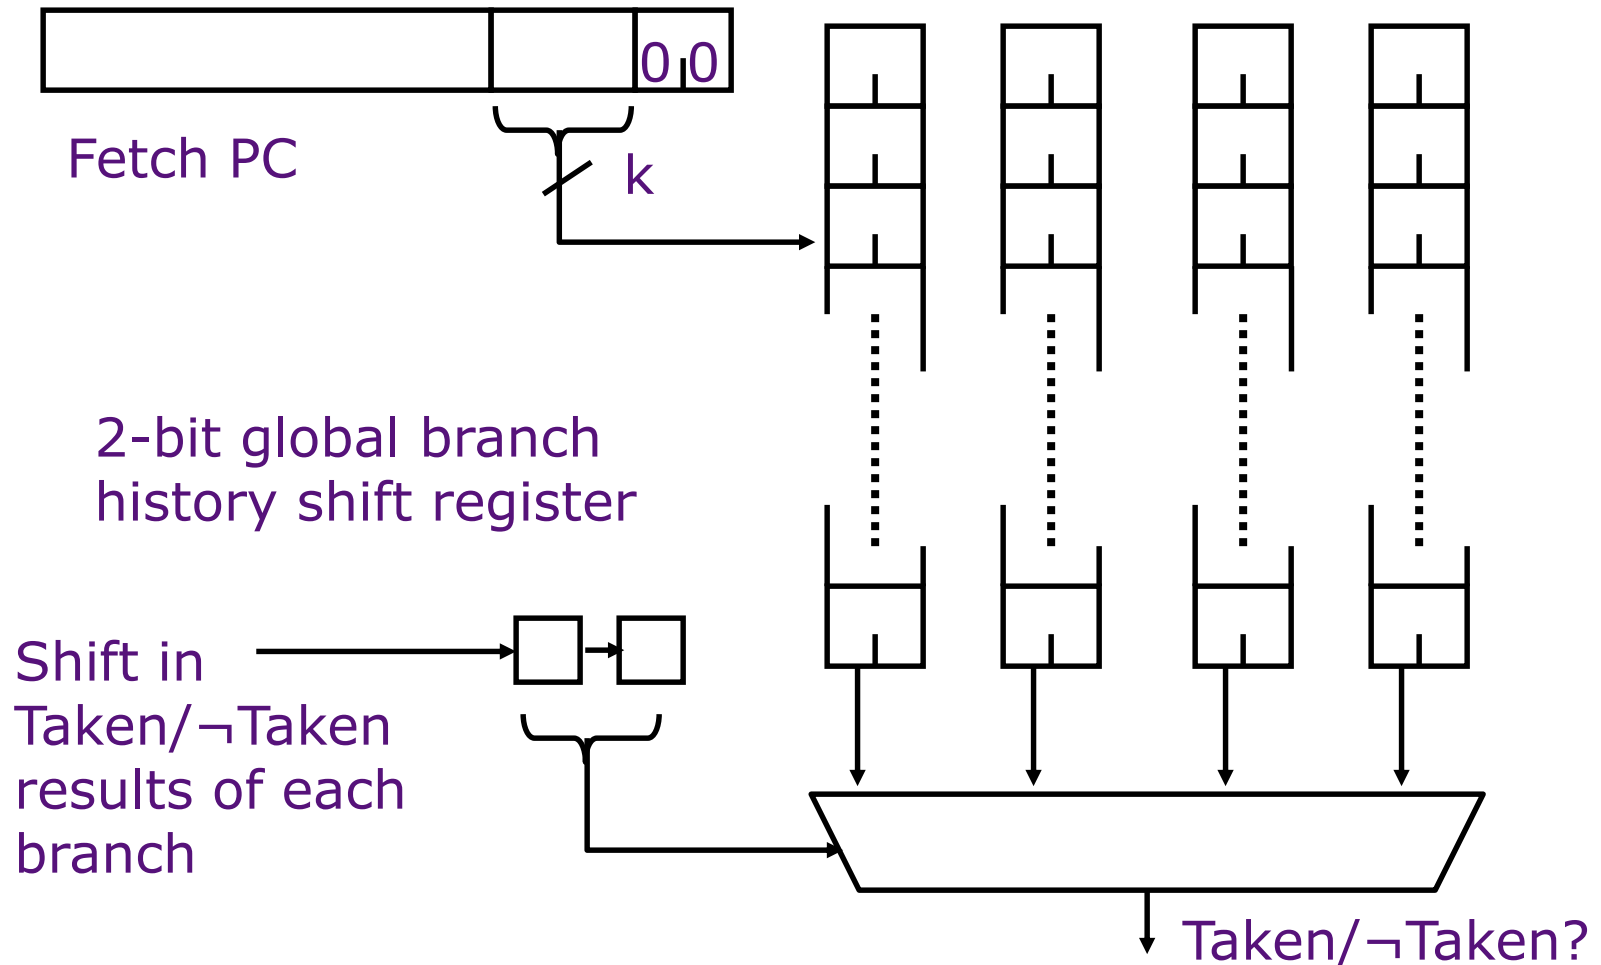 0 0
Fetch PC
k
2-bit global branch
history shift register
Shift in
Taken/¬Taken
results of each
branch
Taken/¬Taken?